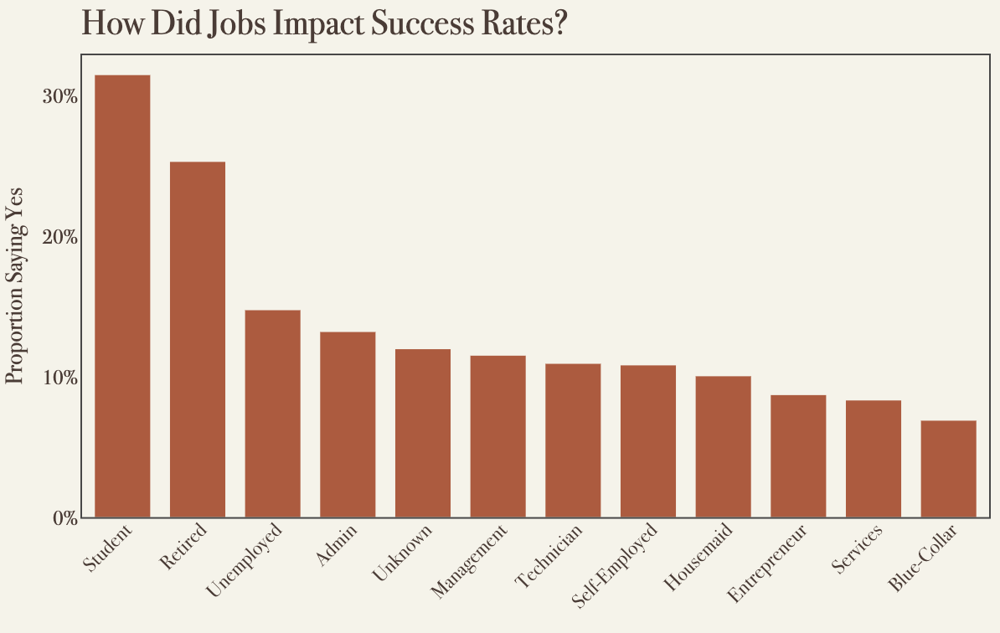 How Did Jobs Impact Success Rates?
Proportion Saying Yes
30%
20%
10%
0%
Student
Retired
Unemployed
Admin
Unknown
Management
Technician
Self-Employed
Housemaid
Entrepreneur
Services
Blue-Collar